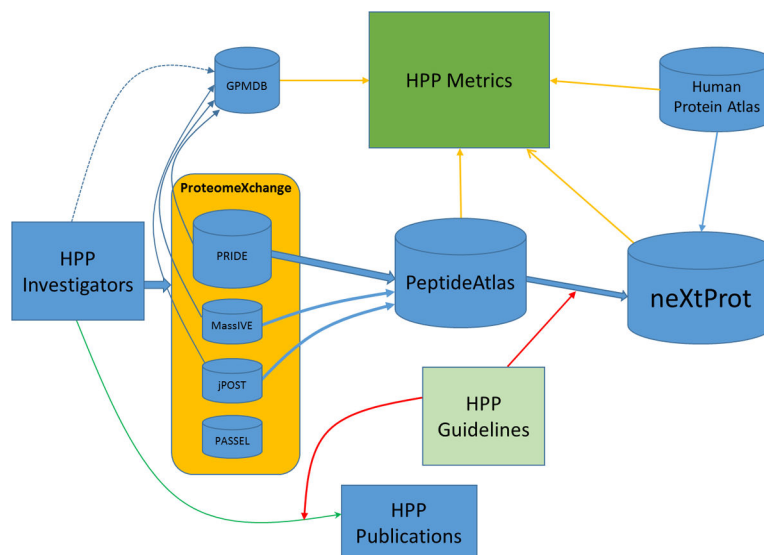 GPMDB
HPP Metrics
Human
Protein Atlas
ProteomeXchange
PRIDE
HPP
Investigators
PeptideAtlas
neXtProt
MassIVE
jPOST
HPP
Guidelines
PASSEL
HPP
Publications